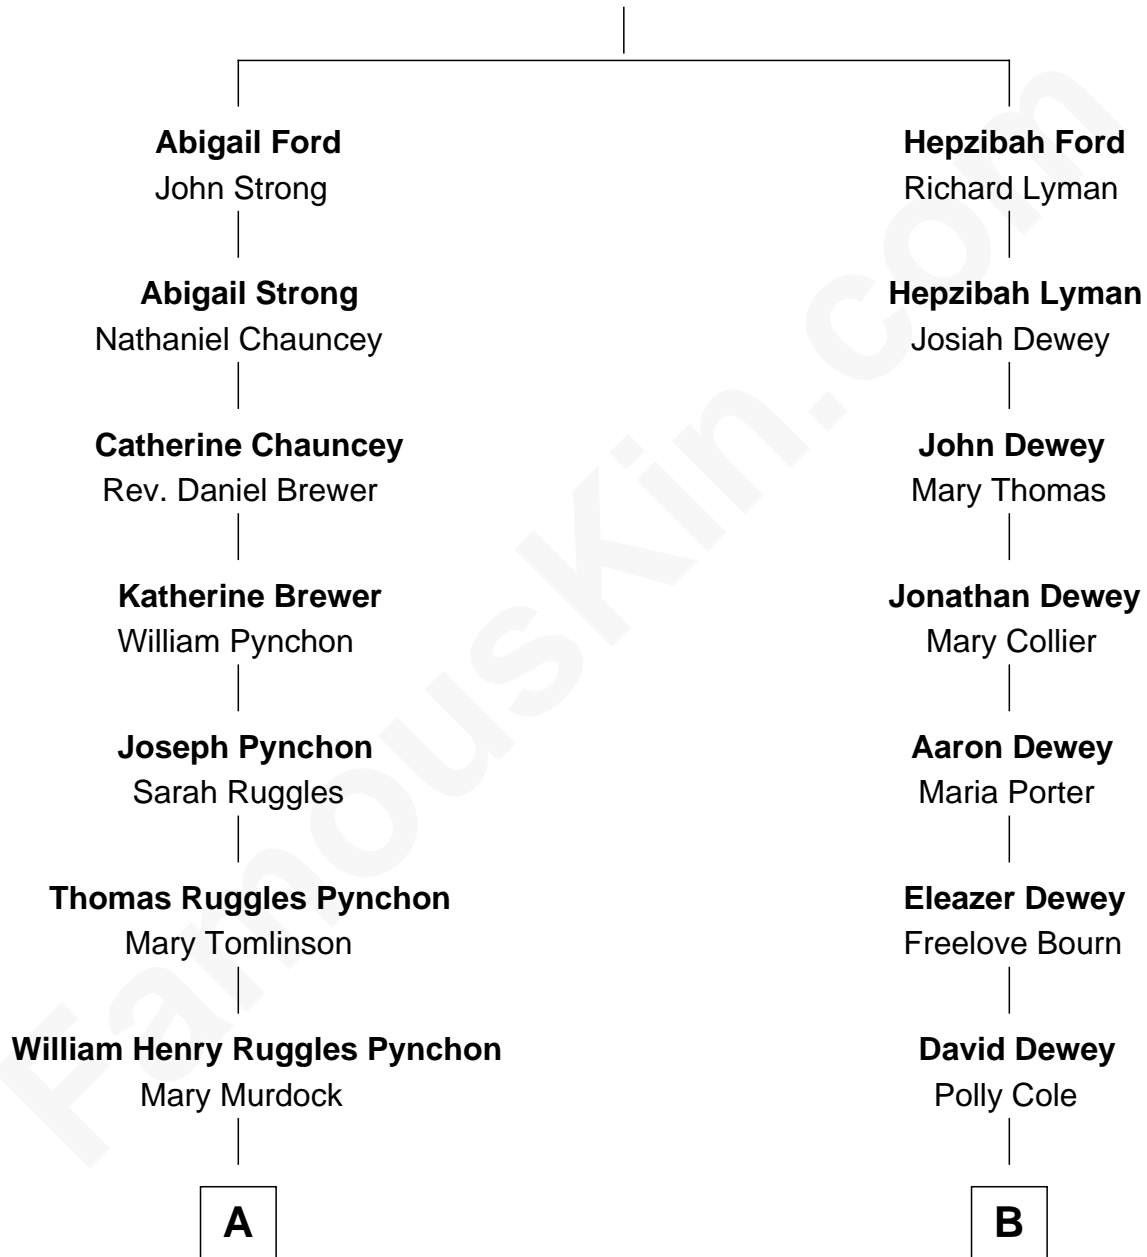 Abigail Ford
John Strong
Abigail Strong
Nathaniel Chauncey
Catherine Chauncey
Rev. Daniel Brewer
Katherine Brewer
William Pynchon
Joseph Pynchon
Sarah Ruggles
Thomas Ruggles Pynchon
Mary Tomlinson
William Henry Ruggles Pynchon
Mary Murdock
A
Hepzibah Ford
Richard Lyman
Hepzibah Lyman
Josiah Dewey
John Dewey
Mary Thomas
Jonathan Dewey
Mary Collier
Aaron Dewey
Maria Porter
Eleazer Dewey
Freelove Bourn
David Dewey
Polly Cole
B
FamousKin.com